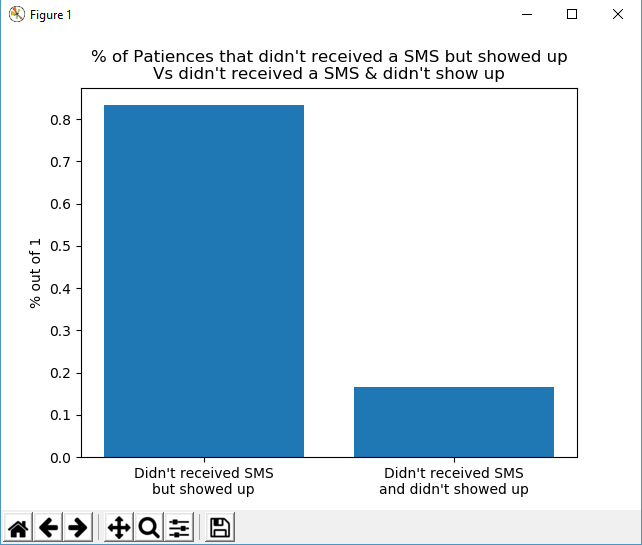 Figure 1
% of Patiences that didn't received a SMS but showed up
Vs didn't received a SMS & didn't show up
% out of 1
0.8
0.7
0.6
0.5
0.4
0.3
0.2
0.1
0.0
Didn't received SMS
but showed up
Didn't received SMS
and didn't showed up